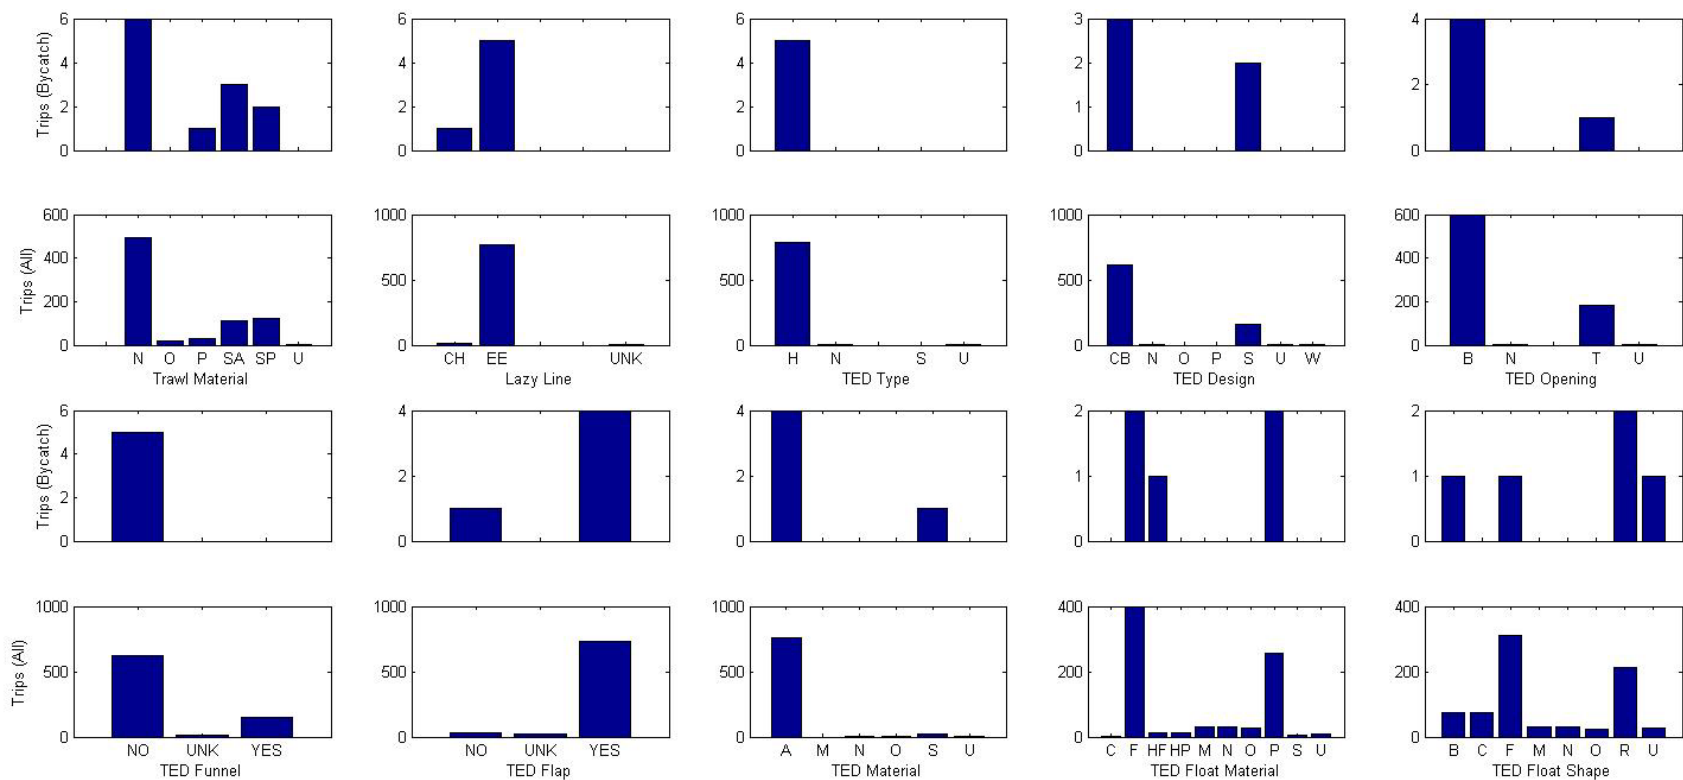 6 6 6 3 4
4 4 4 2
2 2 2 1 2
0 0 0 0 0
Trips (Bycatch)
600 1000 1000 1000 600
400 400
500 500 500
200 200
0 0 0 0 0
Trips (All)
N O P SA SP U CH EE UNK H N S U CB N O P S U W B N T U
Trawl Material Lazy Line TED Type TED Design TED Opening
6 4 4 2 2
4
2 2 1 1
2
0 0 0 0 0
Trips (Bycatch)
1000 1000 1000 400 400
500 500 500 200 200
0 0 0 0 0
Trips (All)
NO UNK YES NO UNK YES A M N O S U C F HF HP M N O P S U B C F M N O R U
TED Funnel TED Flap TED Material TED Float Material TED Float Shape